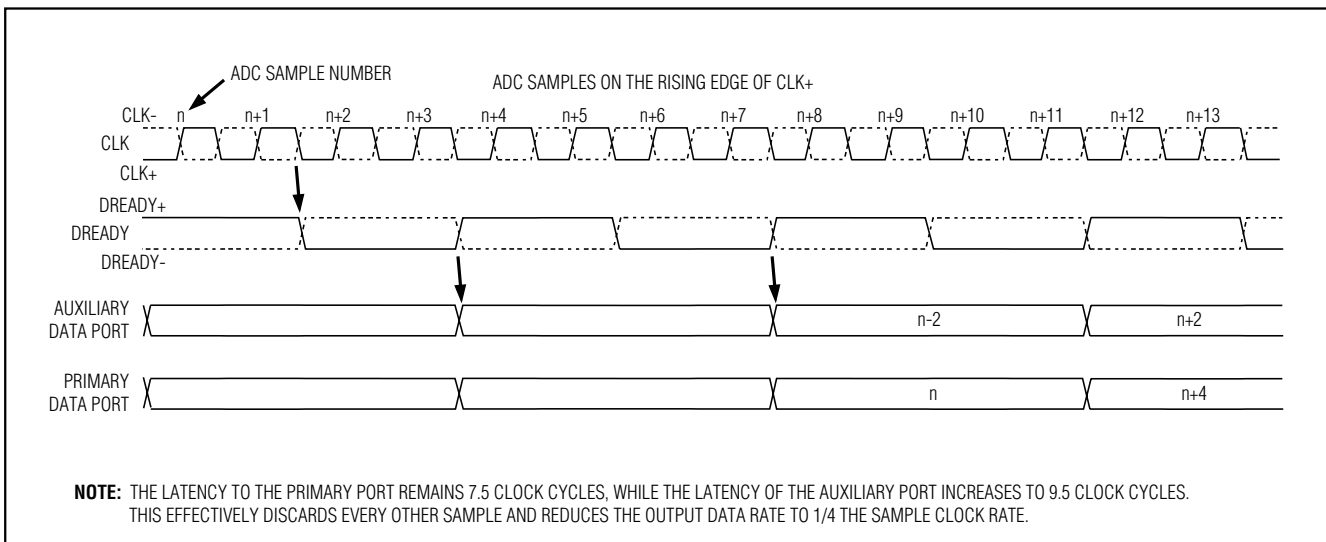 ADC SAMPLE NUMBER
ADC SAMPLES ON THE RISING EDGE OF CLK+
CLK- n n+1 n+2 n+3 n+4 n+5 n+6 n+7 n+8 n+9 n+10 n+11 n+12 n+13
CLK
CLK+
DREADY+
DREADY
DREADY-
AUXILIARY
DATA PORT
n-2 n+2
PRIMARY
DATA PORT
n n+4
NOTE: THE LATENCY TO THE PRIMARY PORT REMAINS 7.5 CLOCK CYCLES, WHILE THE LATENCY OF THE AUXILIARY PORT INCREASES TO 9.5 CLOCK CYCLES.
THIS EFFECTIVELY DISCARDS EVERY OTHER SAMPLE AND REDUCES THE OUTPUT DATA RATE TO 1/4 THE SAMPLE CLOCK RATE.